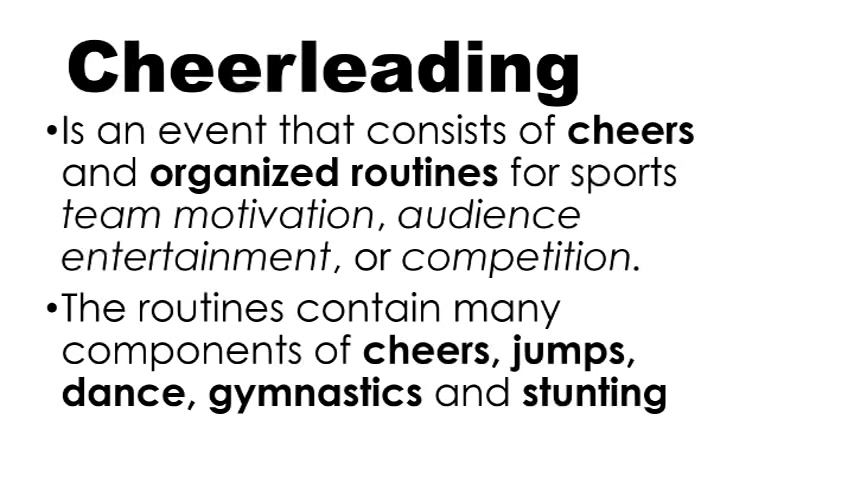 Cheerleading
•Is an event that consists of cheers
and organized routines for sports
team motivation, audience
entertainment, or competition.
•The routines contain many
components of cheers, jumps,
dance, gymnastics and stunting